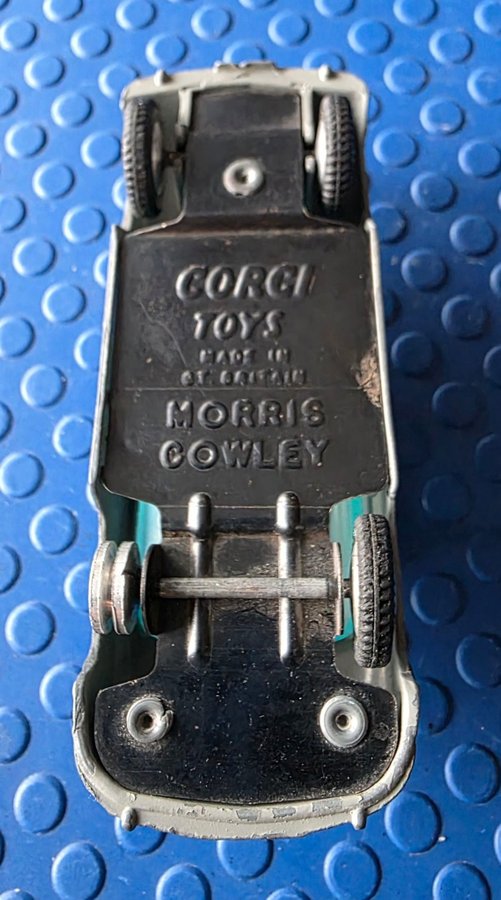 CORGI
TOYS
MADE IN
GT. BRITAIN
MORRIS
COWLEY